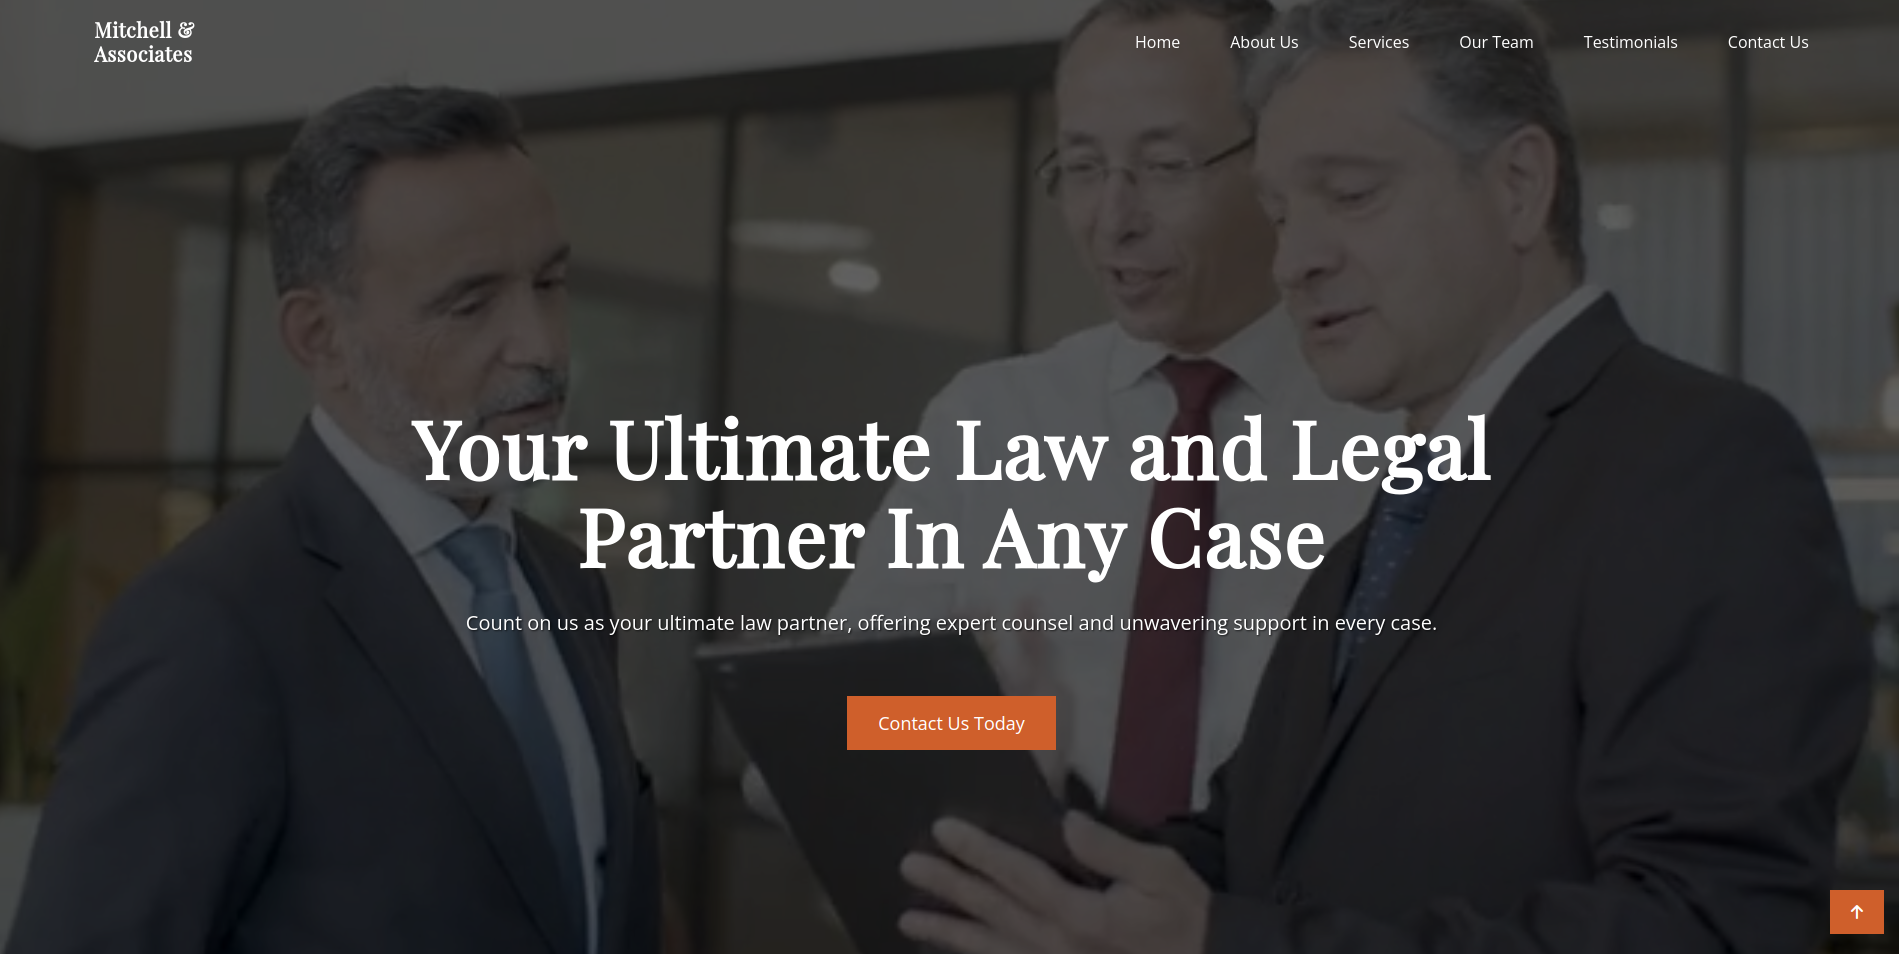 Mitchell &
Associates
Home
About Us
Services
Our Team
Testimonials
Contact Us
Your Ultimate Law and Legal
Partner In Any Case
Count on us as your ultimate law partner, offering expert counsel and unwavering support in every case.
Contact Us Today